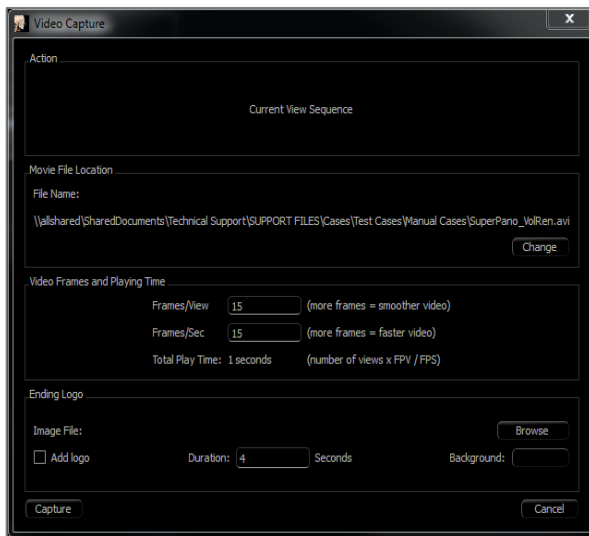 Video Capture
X
Action
Current View Sequence
Movie File Location
File Name:
\\allshared\SharedDocuments\Technical Support\SUPPORT FILES\Cases\Test Cases\Manual Cases\SuperPano_VolRen.avi
Change
Video Frames and Playing Time
Frames/View 15 (more frames = smoother video)
Frames/Sec 15 (more frames = faster video)
Total Play Time: 1 seconds (number of views x FPV / FPS)
Ending Logo
Image File: Browse
Add logo Duration: 4 Seconds Background:
Capture Cancel